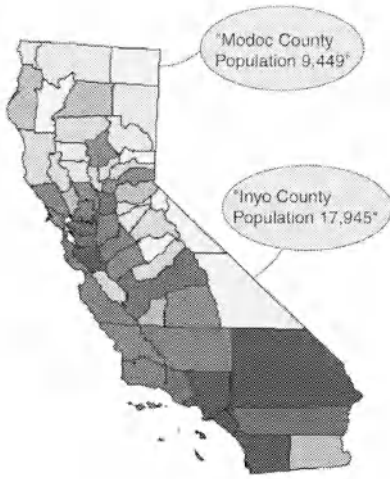 "Modoc County
Population 9,449"
"Inyo County
Population 17,945"